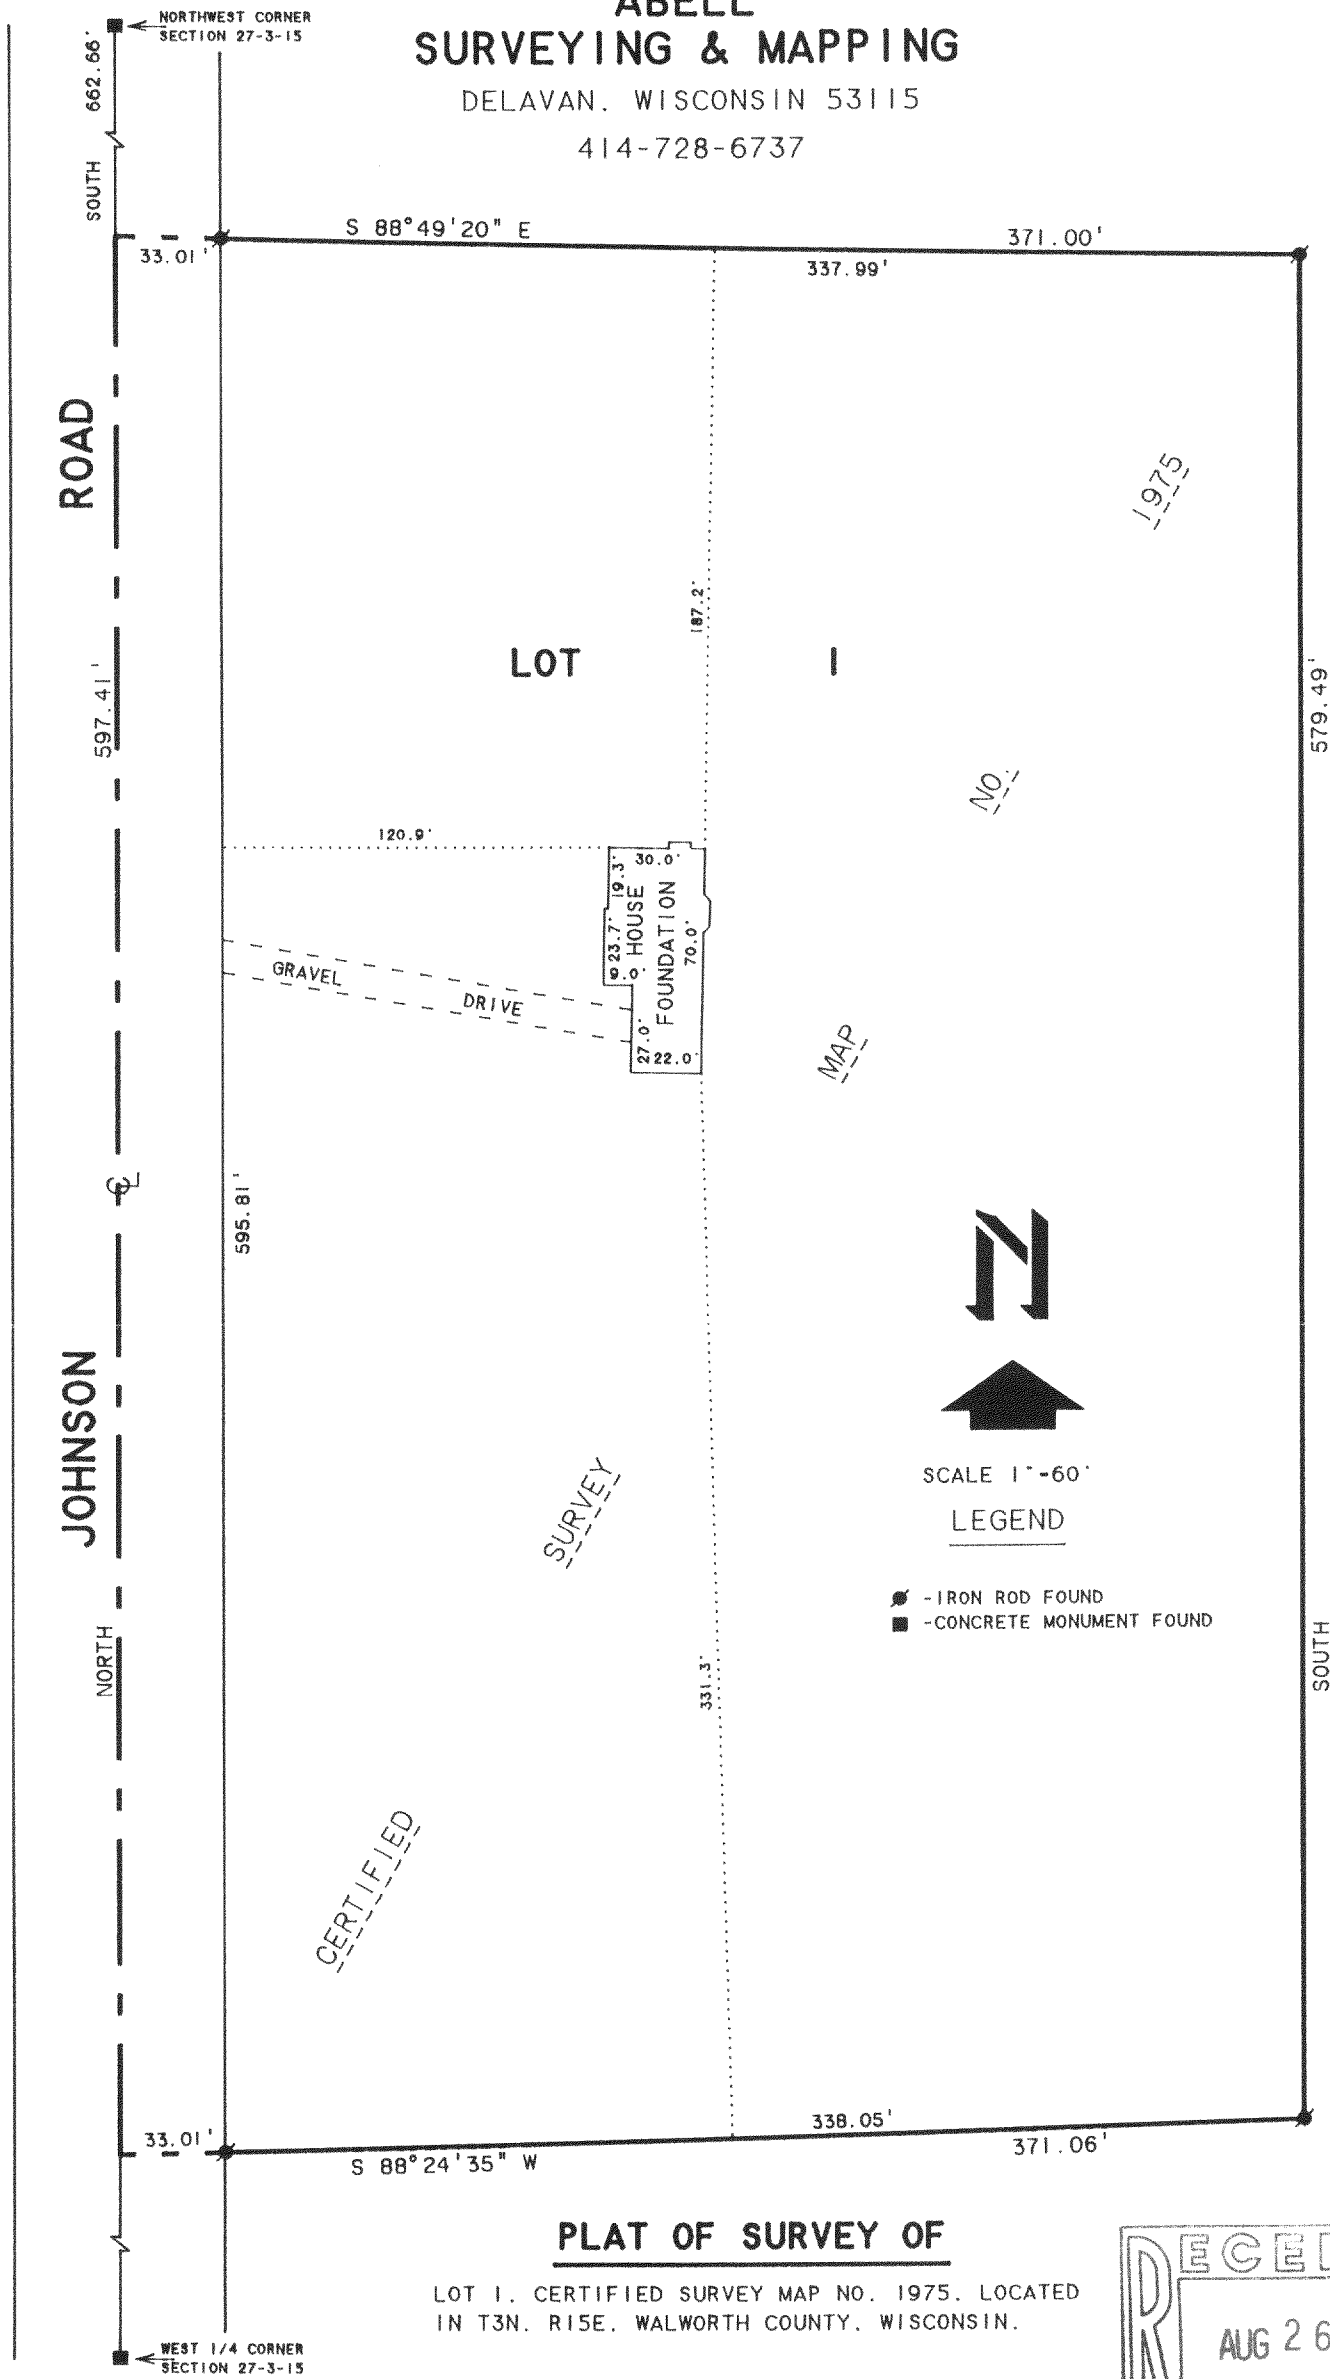 ABELL
SURVEYING & MAPPING
DELAVAN. WISCONSIN 53115
414-728-6737
NORTHWEST CORNER
SECTION 27-3-15
SOUTH 662.66'
S 88°49'20" E
371.00'
33.01'
337.99'
1975
ROAD
187.2'
LOT 1
597.41'
579.49'
NO.
120.9'
30.0'
19.3'
HOUSE
FOUNDATION
23.7'
70.0'
9.0'
GRAVEL DRIVE
27.0'
22.0'
MAP
595.81'
N
JOHNSON
SCALE 1"-60'
LEGEND
SURVEY
-IRON ROD FOUND
-CONCRETE MONUMENT FOUND
NORTH
SOUTH
331.3'
CERTIFIED
33.01'
338.05'
371.06'
S 88°24'35" W
PLAT OF SURVEY OF
LOT 1. CERTIFIED SURVEY MAP NO. 1975. LOCATED
IN T3N. R15E. WALWORTH COUNTY. WISCONSIN.
WEST 1/4 CORNER
SECTION 27-3-15
AUG 26